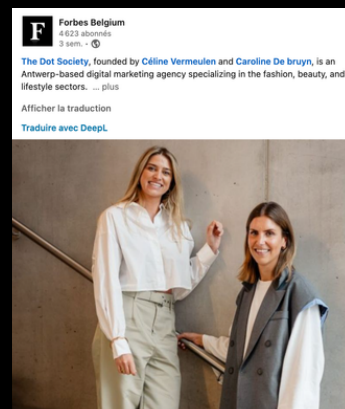 F
Forbes Belgium
4 623 abonnés
3 sem. •
The Dot Society, founded by Céline Vermeulen and Caroline De bruyn, is an
Antwerp-based digital marketing agency specializing in the fashion, beauty, and
lifestyle sectors. ... plus
Afficher la traduction
Traduire avec DeepL